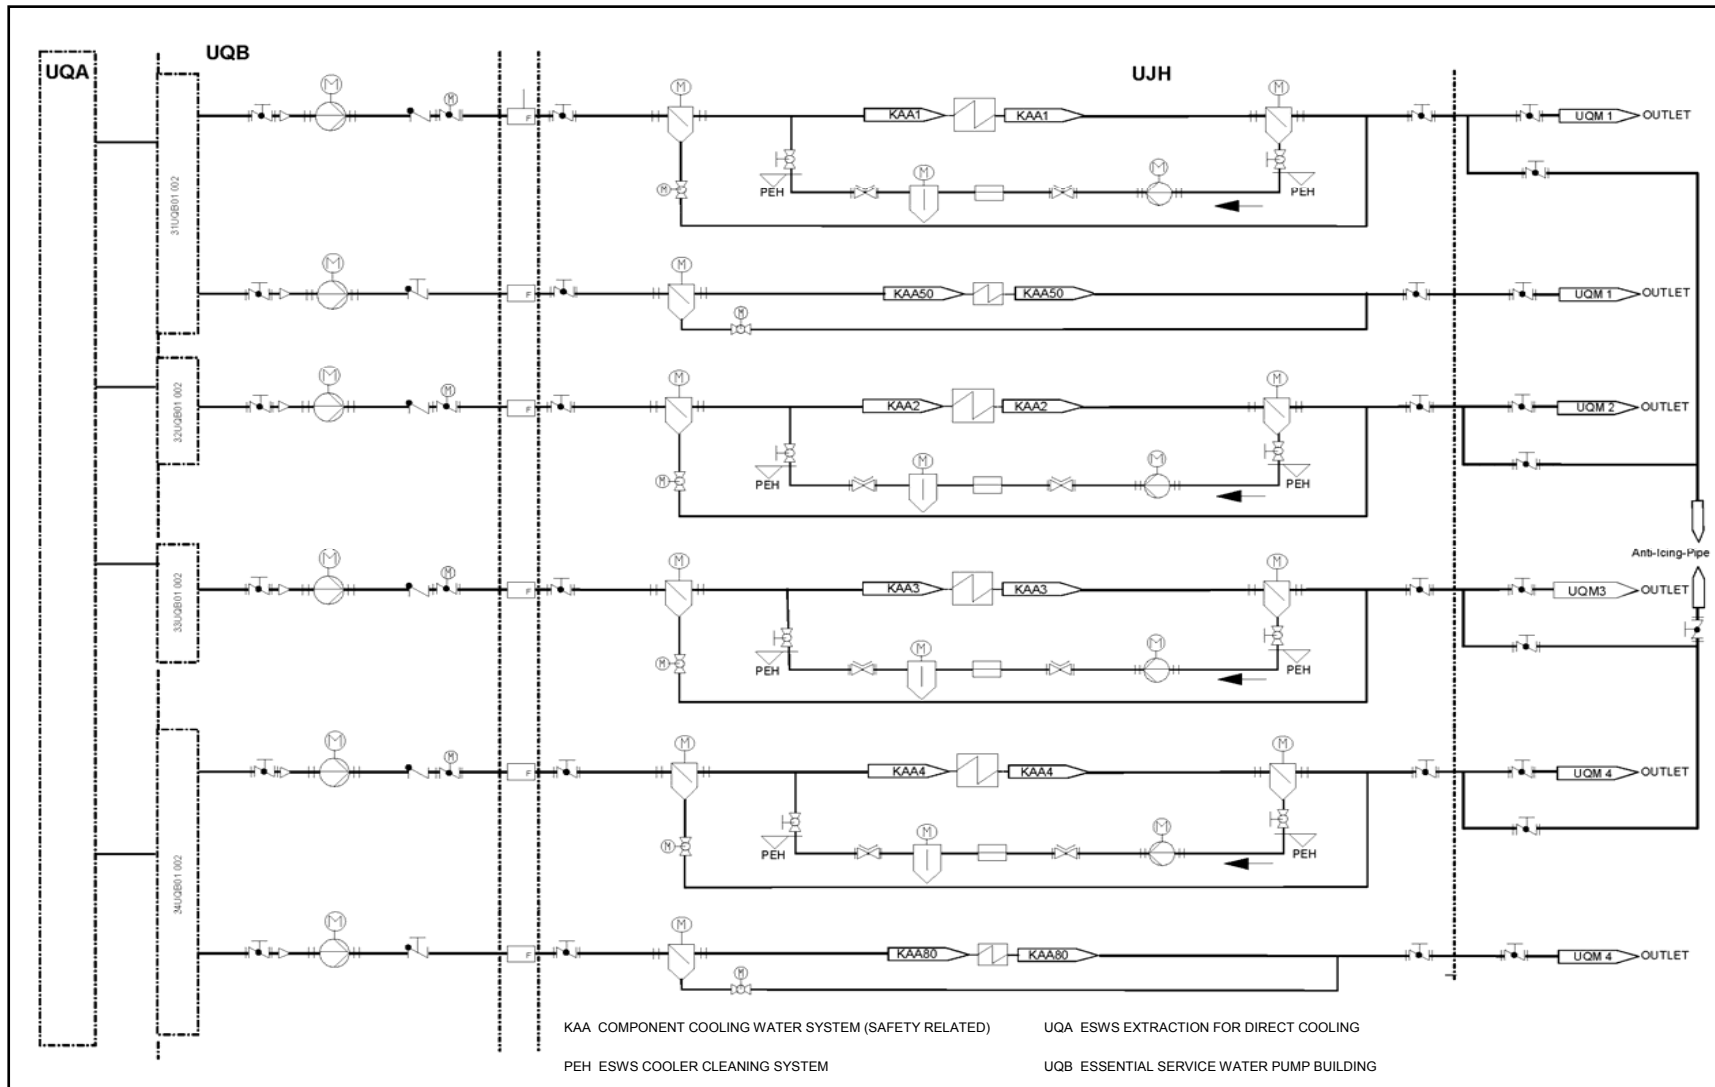 UQA
UQB
UJH
31UQB01 002
M
M
F
M
KAA1
KAA1
M
UQM 1
OUTLET
M
PEH
M
M
PEH
M
F
M
KAA50
KAA50
UQM 1
OUTLET
M
32UQB01 002
M
M
F
M
KAA2
KAA2
M
UQM 2
OUTLET
M
PEH
M
M
PEH
Anti-Icing-Pipe
33UQB01 002
M
M
F
M
KAA3
KAA3
M
UQM3
OUTLET
M
PEH
M
M
PEH
34UQB01 002
M
M
F
M
KAA4
KAA4
M
UQM 4
OUTLET
M
PEH
M
M
PEH
M
F
M
KAA80
KAA80
UQM 4
OUTLET
M
KAA COMPONENT COOLING WATER SYSTEM (SAFETY RELATED)
UQA ESWS EXTRACTION FOR DIRECT COOLING
PEH ESWS COOLER CLEANING SYSTEM
UQB ESSENTIAL SERVICE WATER PUMP BUILDING